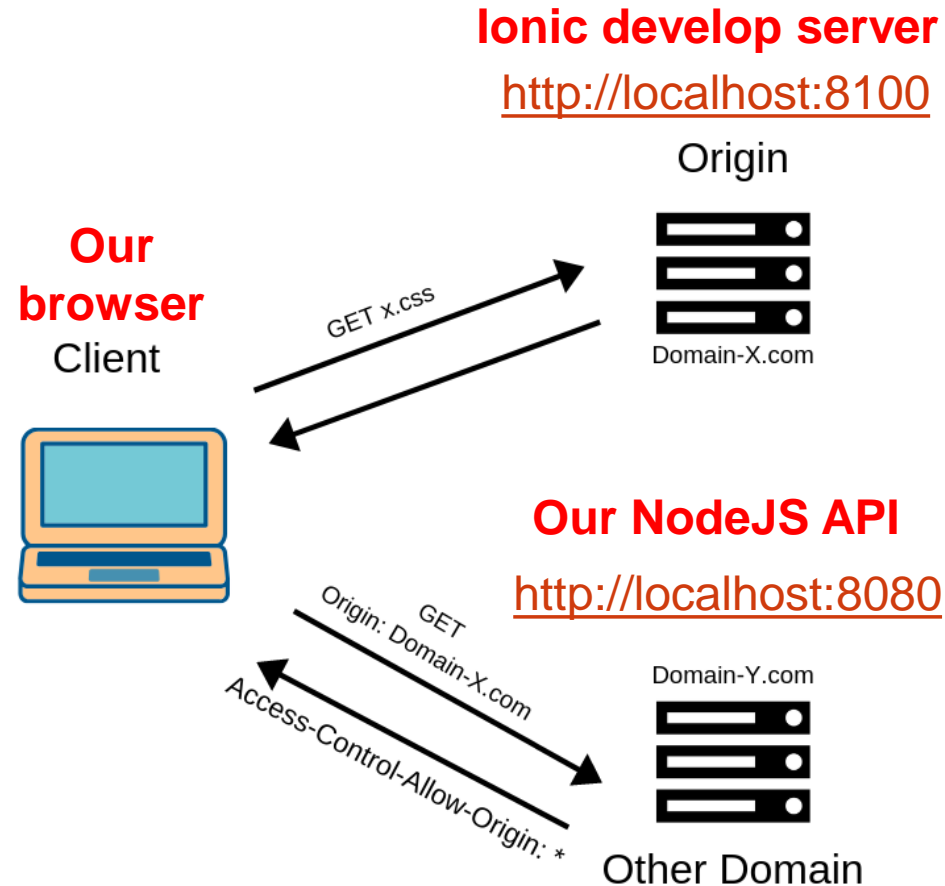 Ionic develop server
http://localhost:8100
Origin
Domain-X.com
Our
browser
Client
GET x.css
Our NodeJS API
http://localhost:8080
GET
Origin: Domain-X.com
Access-Control-Allow-Origin: *
Domain-Y.com
Other Domain